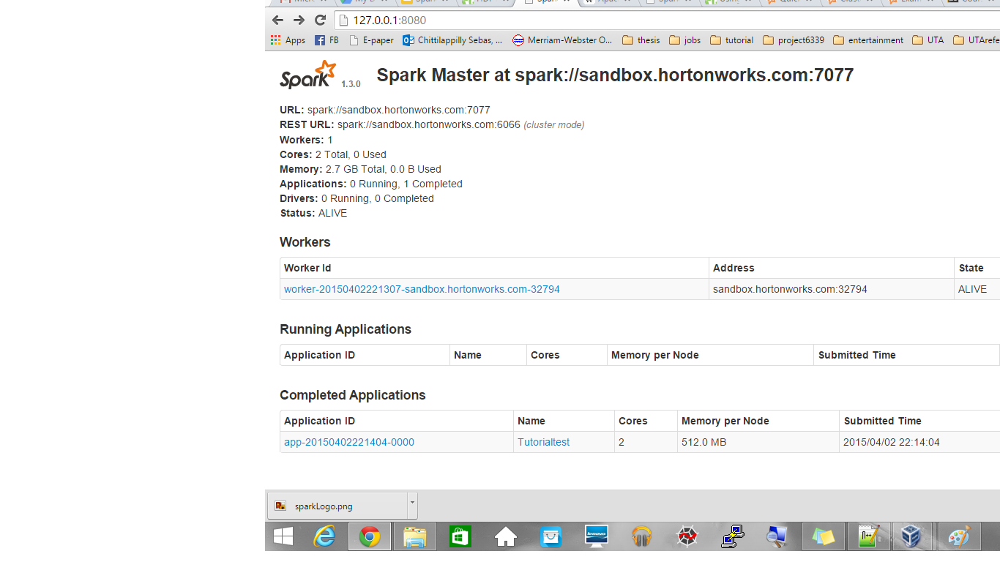 127.0.0.1:8080
Apps FB E-paper Chittilappilly Sebas, ... Merriam-Webster O... thesis jobs tutorial project6339 entertainment UTA UTArefe
Spark 1.3.0 Spark Master at spark://sandbox.hortonworks.com:7077
URL: spark://sandbox.hortonworks.com:7077
REST URL: spark://sandbox.hortonworks.com:6066 (cluster mode)
Workers: 1
Cores: 2 Total, 0 Used
Memory: 2.7 GB Total, 0.0 B Used
Applications: 0 Running, 1 Completed
Drivers: 0 Running, 0 Completed
Status: ALIVE
Workers
Worker Id Address State
worker-20150402221307-sandbox.hortonworks.com-32794 sandbox.hortonworks.com:32794 ALIVE
Running Applications
Application ID Name Cores Memory per Node Submitted Time
Completed Applications
Application ID Name Cores Memory per Node Submitted Time
app-20150402221404-0000 Tutorialtest 2 512.0 MB 2015/04/02 22:14:04
sparkLogo.png
lenovo